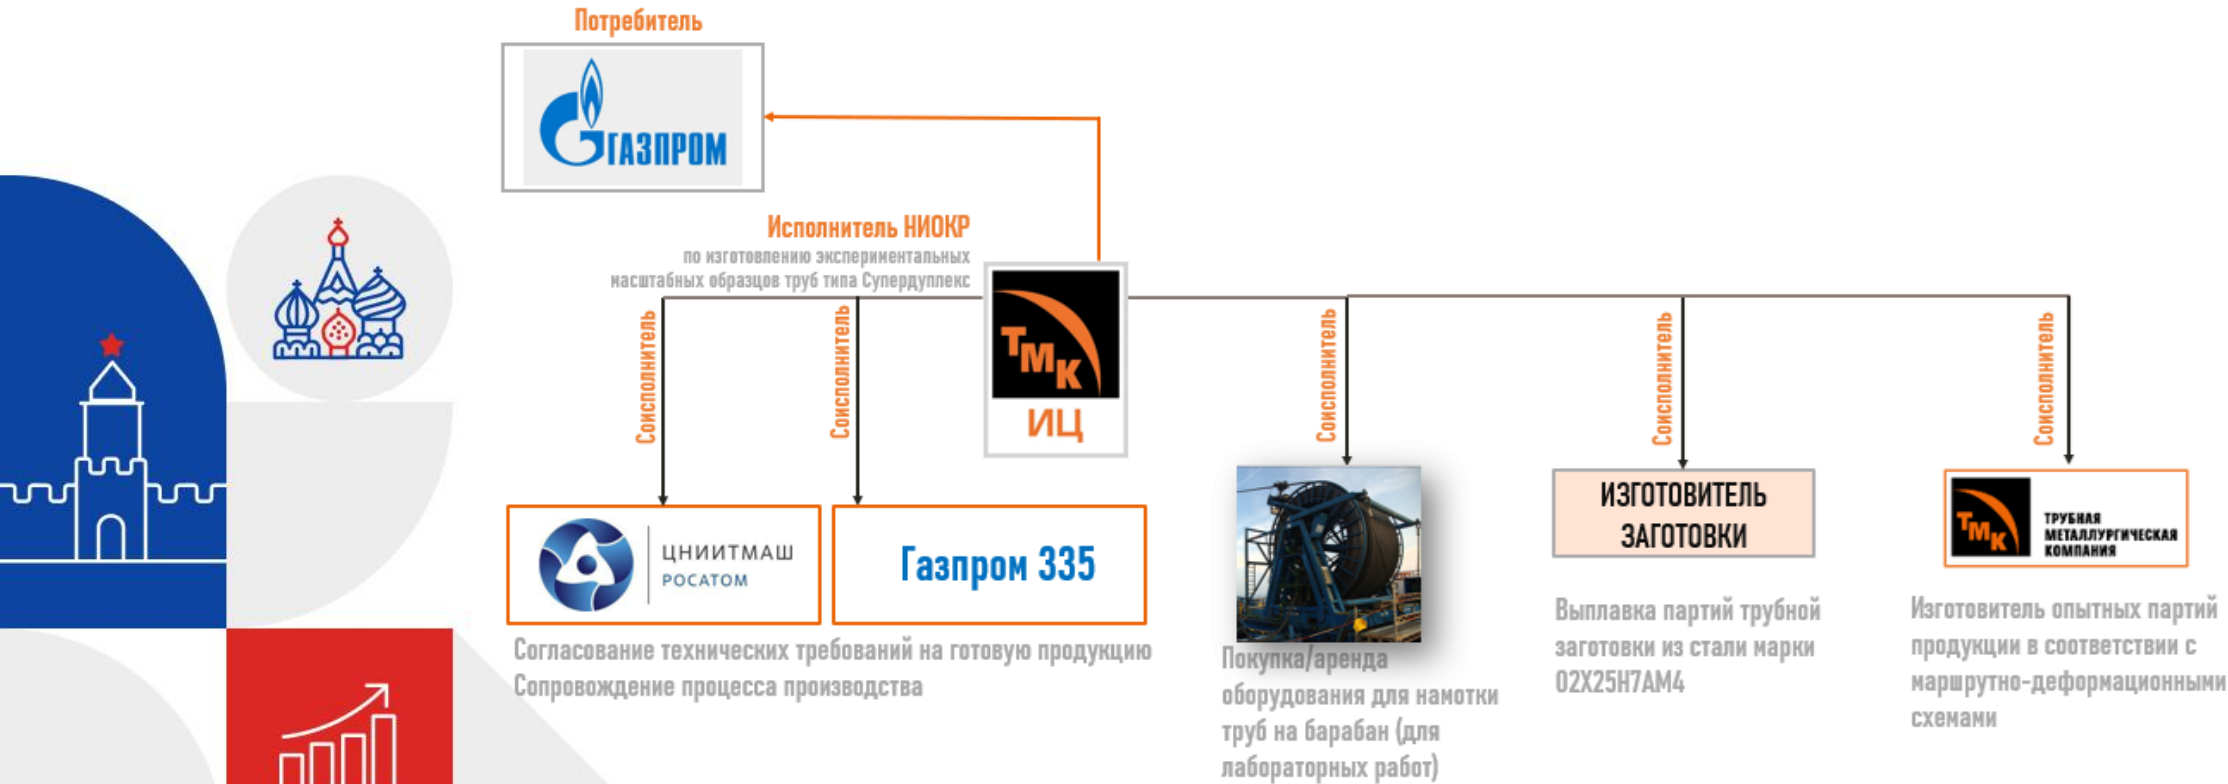 Потребитель
ГАЗПРОМ
Исполнитель НИОКР
по изготовлению экспериментальных
масштабных образцов труб типа Супердуплекс
ТМК
ИЦ
Соисполнитель
Соисполнитель
Соисполнитель
Соисполнитель
Соисполнитель
ЦНИИТМАШ
РОСАТОМ
Газпром 335
Согласование технических требований на готовую продукцию
Сопровождение процесса производства
Покупка/аренда
оборудования для намотки
труб на барабан (для
лабораторных работ)
ИЗГОТОВИТЕЛЬ
ЗАГОТОВКИ
Выплавка партий трубной
заготовки из стали марки
02Х25Н7АМ4
ТМК
ТРУБНАЯ
МЕТАЛЛУРГИЧЕСКАЯ
КОМПАНИЯ
Изготовитель опытных партий
продукции в соответствии с
маршрутно-деформационными
схемами